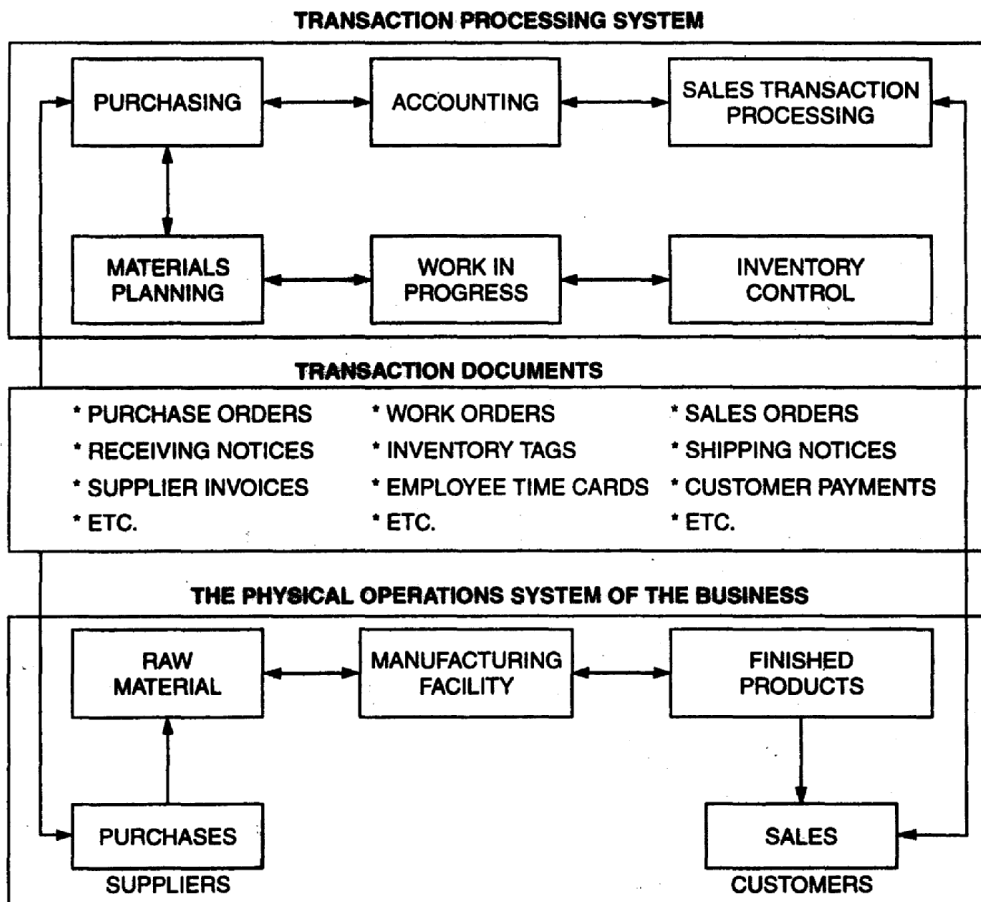 TRANSACTION PROCESSING SYSTEM
PURCHASING
ACCOUNTING
SALES TRANSACTION
PROCESSING
MATERIALS
PLANNING
WORK IN
PROGRESS
INVENTORY
CONTROL
TRANSACTION DOCUMENTS
* PURCHASE ORDERS
* RECEIVING NOTICES
* SUPPLIER INVOICES
* ETC.
* WORK ORDERS
* INVENTORY TAGS
* EMPLOYEE TIME CARDS
* ETC.
* SALES ORDERS
* SHIPPING NOTICES
* CUSTOMER PAYMENTS
* ETC.
THE PHYSICAL OPERATIONS SYSTEM OF THE BUSINESS
RAW
MATERIAL
MANUFACTURING
FACILITY
FINISHED
PRODUCTS
PURCHASES
SUPPLIERS
SALES
CUSTOMERS